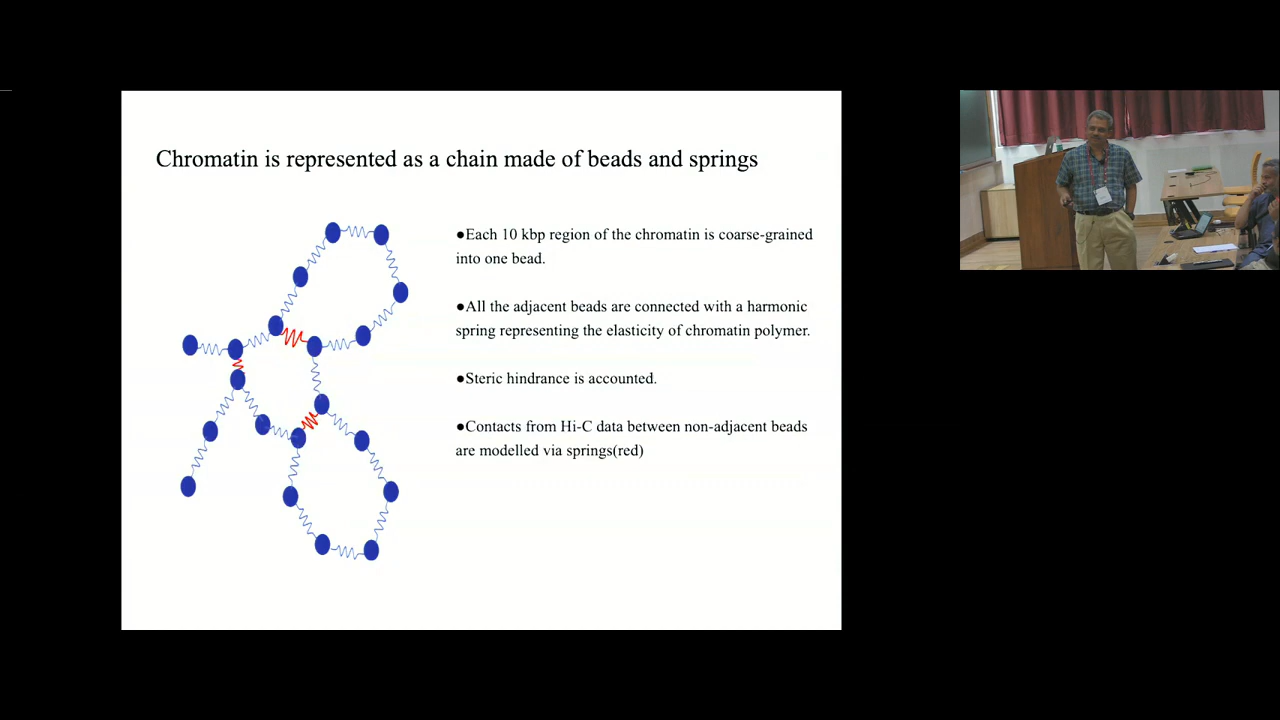 Chromatin is represented as a chain made of beads and springs
●Each 10 kbp region of the chromatin is coarse-grained
into one bead.
●All the adjacent beads are connected with a harmonic
spring representing the elasticity of chromatin polymer.
●Steric hindrance is accounted.
●Contacts from Hi-C data between non-adjacent beads
are modelled via springs(red)